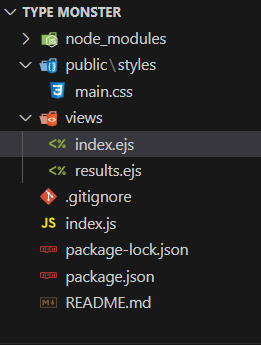 TYPE MONSTER
node_modules
public\styles
main.css
views
<% index.ejs
<% results.ejs
.gitignore
JS index.js
package-lock.json
package.json
README.md